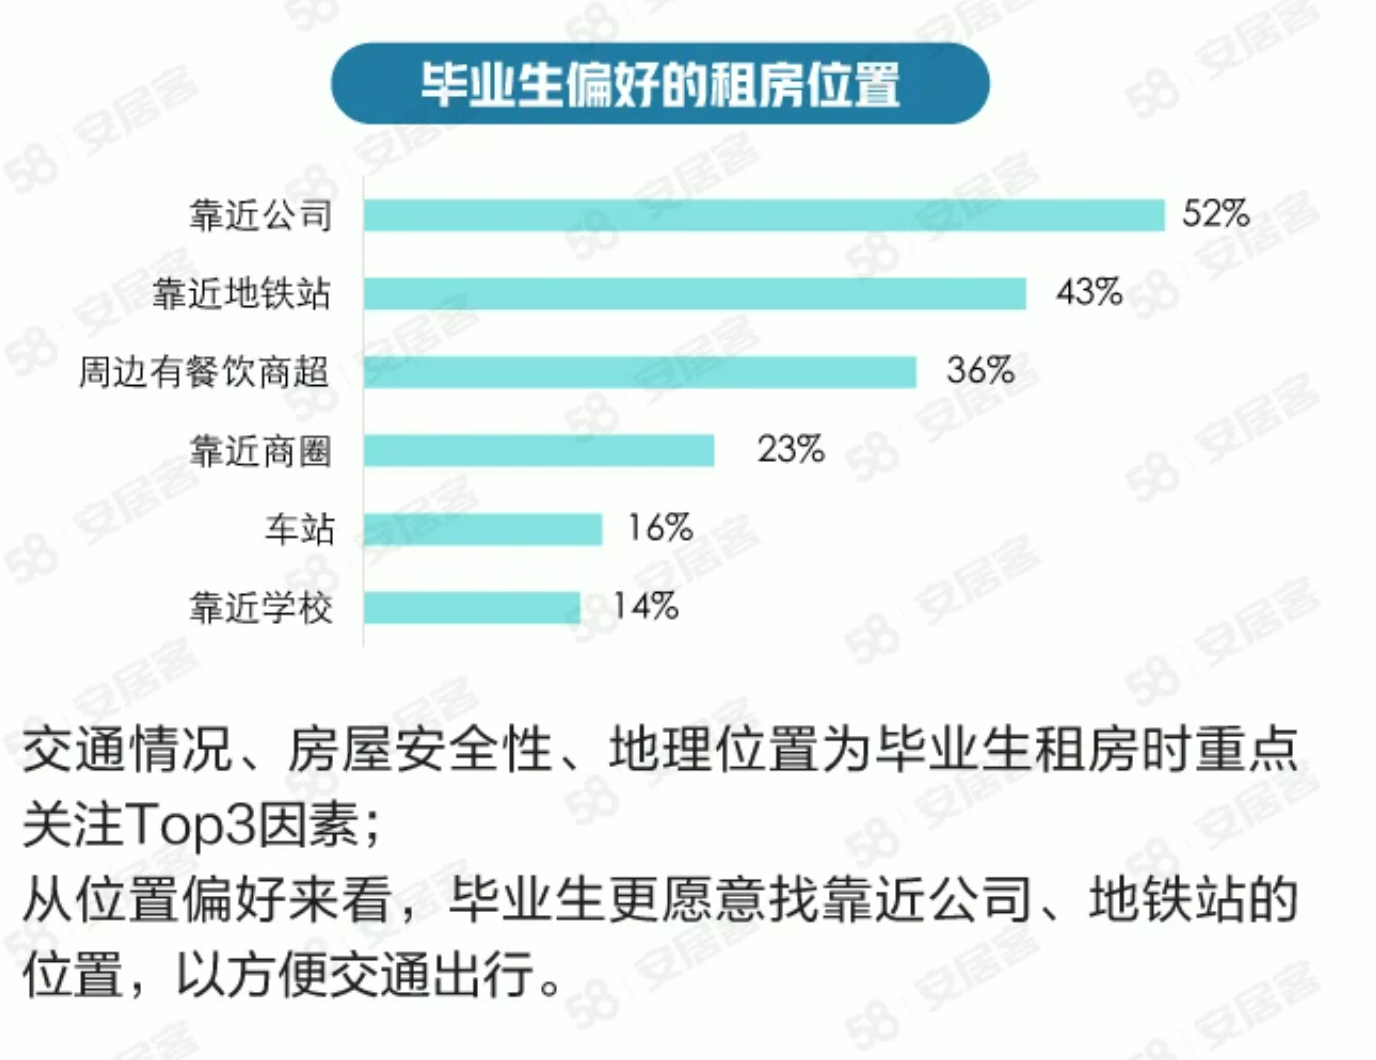 毕业生偏好的租房位置
靠近公司 52%
靠近地铁站 43%
周边有餐饮商超 36%
靠近商圈 23%
车站 16%
靠近学校 14%
交通情况、房屋安全性、地理位置为毕业生租房时重点
关注Top3因素；
从位置偏好来看，毕业生更愿意找靠近公司、地铁站的
位置，以方便交通出行。
58 安居客